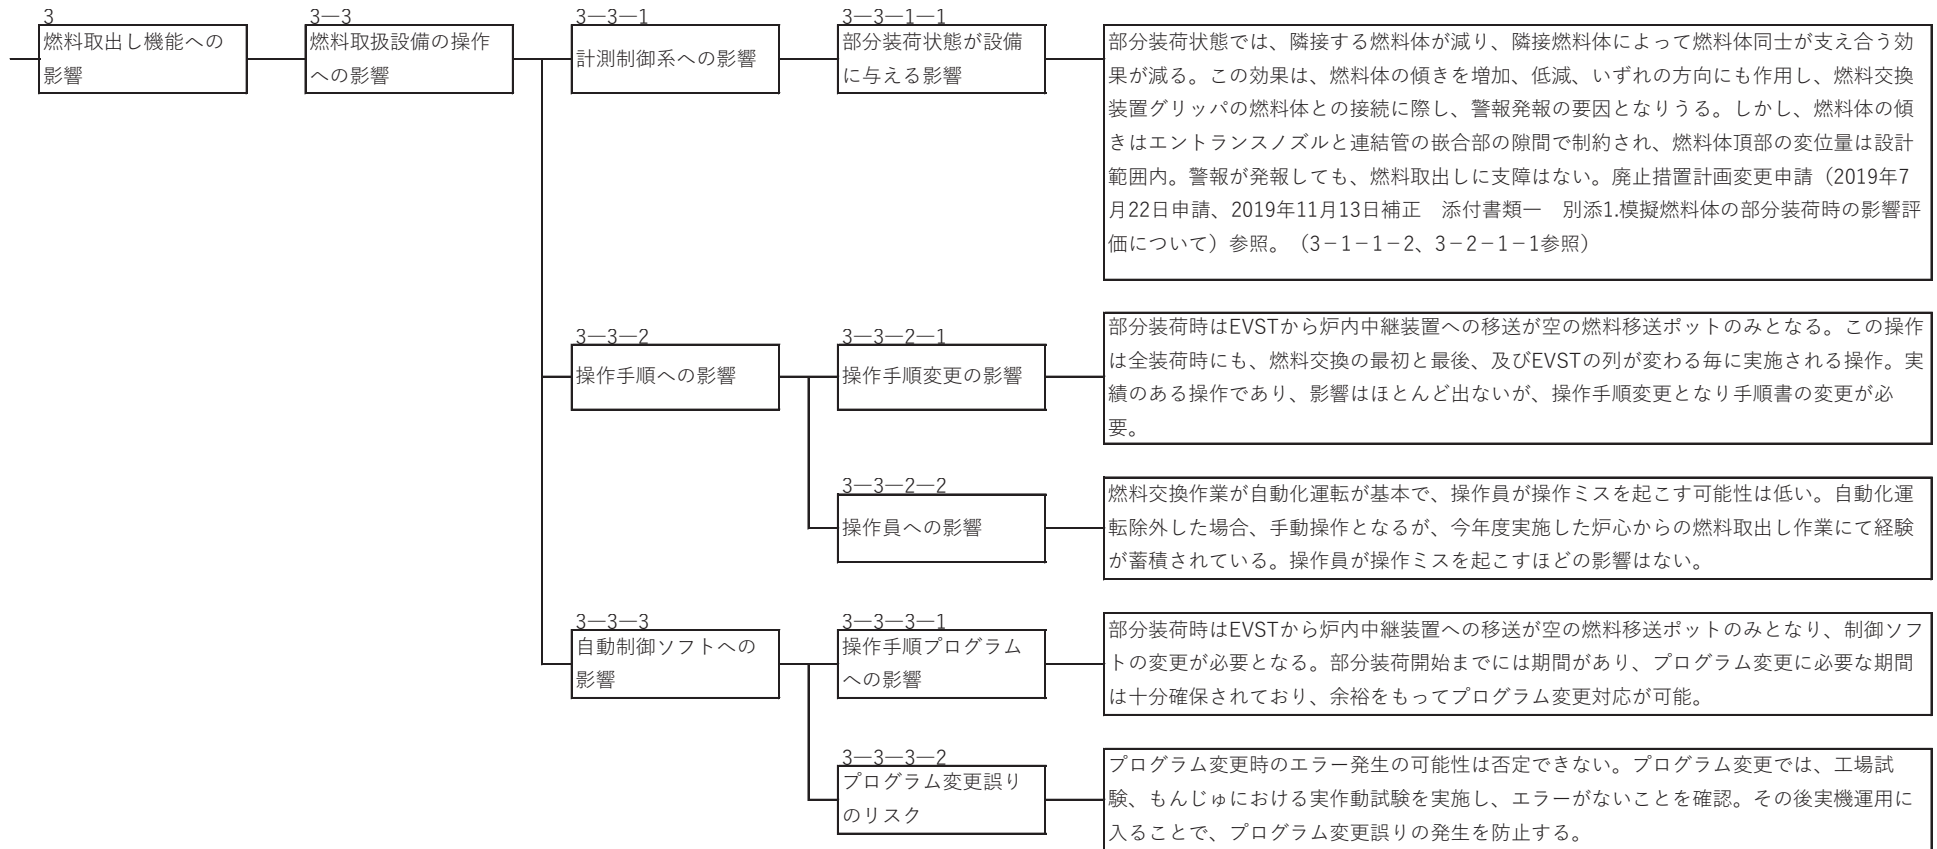 3
燃料取出し機能への
影響
3—3
燃料取扱設備の操作
への影響
3—3—1
計測制御系への影響
3—3—1—1
部分装荷状態が設備
に与える影響
部分装荷状態では、隣接する燃料体が減り、隣接燃料体によって燃料体同士が支え合う効
果が減る。この効果は、燃料体の傾きを増加、低減、いずれの方向にも作用し、燃料交換
装置グリッパの燃料体との接続に際し、警報発報の要因となりうる。しかし、燃料体の傾
きはエントランスノズルと連結管の嵌合部の隙間で制約され、燃料体頂部の変位量は設計
範囲内。警報が発報しても、燃料取出しに支障はない。廃止措置計画変更申請（2019年7
月22日申請、2019年11月13日補正　添付書類一　別添1.模擬燃料体の部分装荷時の影響評
価について）参照。（3－1－1－2、3－2－1－1参照）
3—3—2
操作手順への影響
3—3—2—1
操作手順変更の影響
部分装荷時はEVSTから炉内中継装置への移送が空の燃料移送ポットのみとなる。この操作
は全装荷時にも、燃料交換の最初と最後、及びEVSTの列が変わる毎に実施される操作。実
績のある操作であり、影響はほとんど出ないが、操作手順変更となり手順書の変更が必
要。
3—3—2—2
操作員への影響
燃料交換作業が自動化運転が基本で、操作員が操作ミスを起こす可能性は低い。自動化運
転除外した場合、手動操作となるが、今年度実施した炉心からの燃料取出し作業にて経験
が蓄積されている。操作員が操作ミスを起こすほどの影響はない。
3—3—3
自動制御ソフトへの
影響
3—3—3—1
操作手順プログラム
への影響
部分装荷時はEVSTから炉内中継装置への移送が空の燃料移送ポットのみとなり、制御ソフ
トの変更が必要となる。部分装荷開始までには期間があり、プログラム変更に必要な期間
は十分確保されており、余裕をもってプログラム変更対応が可能。
3—3—3—2
プログラム変更誤り
のリスク
プログラム変更時のエラー発生の可能性は否定できない。プログラム変更では、工場試
験、もんじゅにおける実作動試験を実施し、エラーがないことを確認。その後実機運用に
入ることで、プログラム変更誤りの発生を防止する。